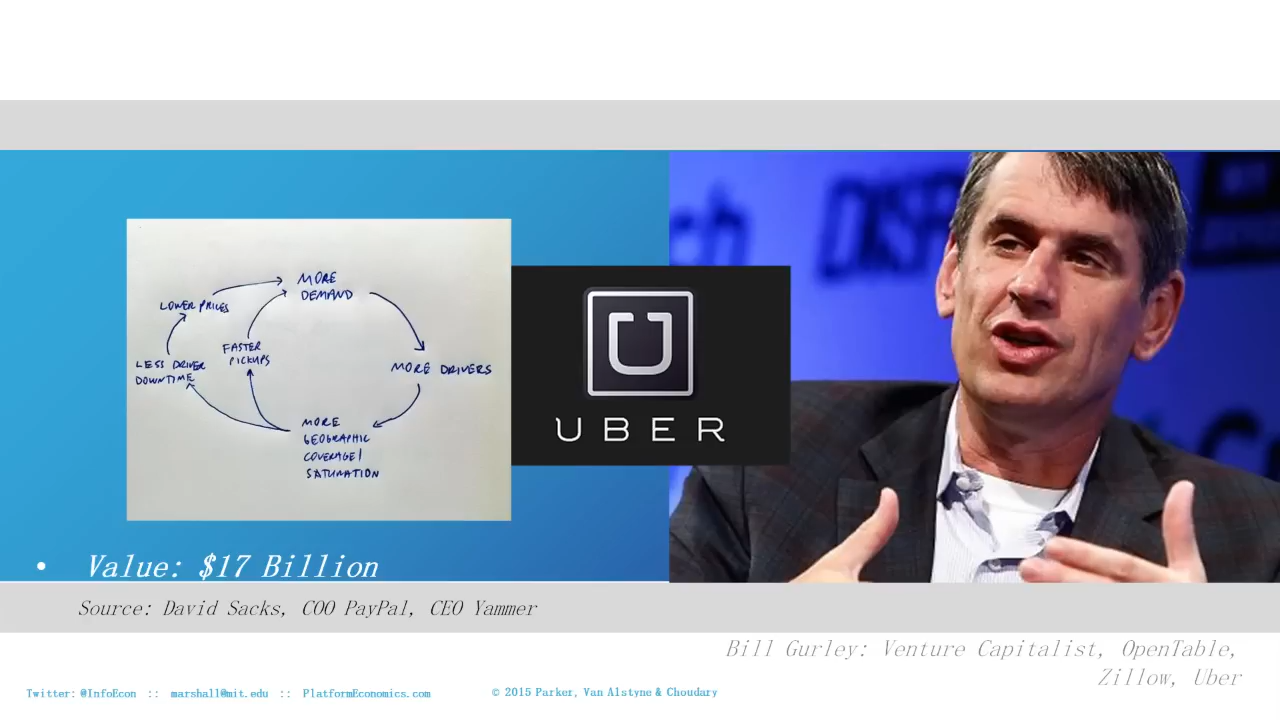 MORE
DEMAND
LOWER PRICES
FASTER
PICKUPS
LESS DRIVER
DOWNTIME
MORE DRIVERS
MORE
GEOGRAPHIC
COVERAGE/
SATURATION
U
UBER
DISR
• Value: $17 Billion
Source: David Sacks, COO PayPal, CEO Yammer
Bill Gurley: Venture Capitalist, OpenTable,
Zillow, Uber
Twitter: @InfoEcon :: marshall@mit.edu :: PlatformEconomics.com
© 2015 Parker, Van Alstyne & Choudary